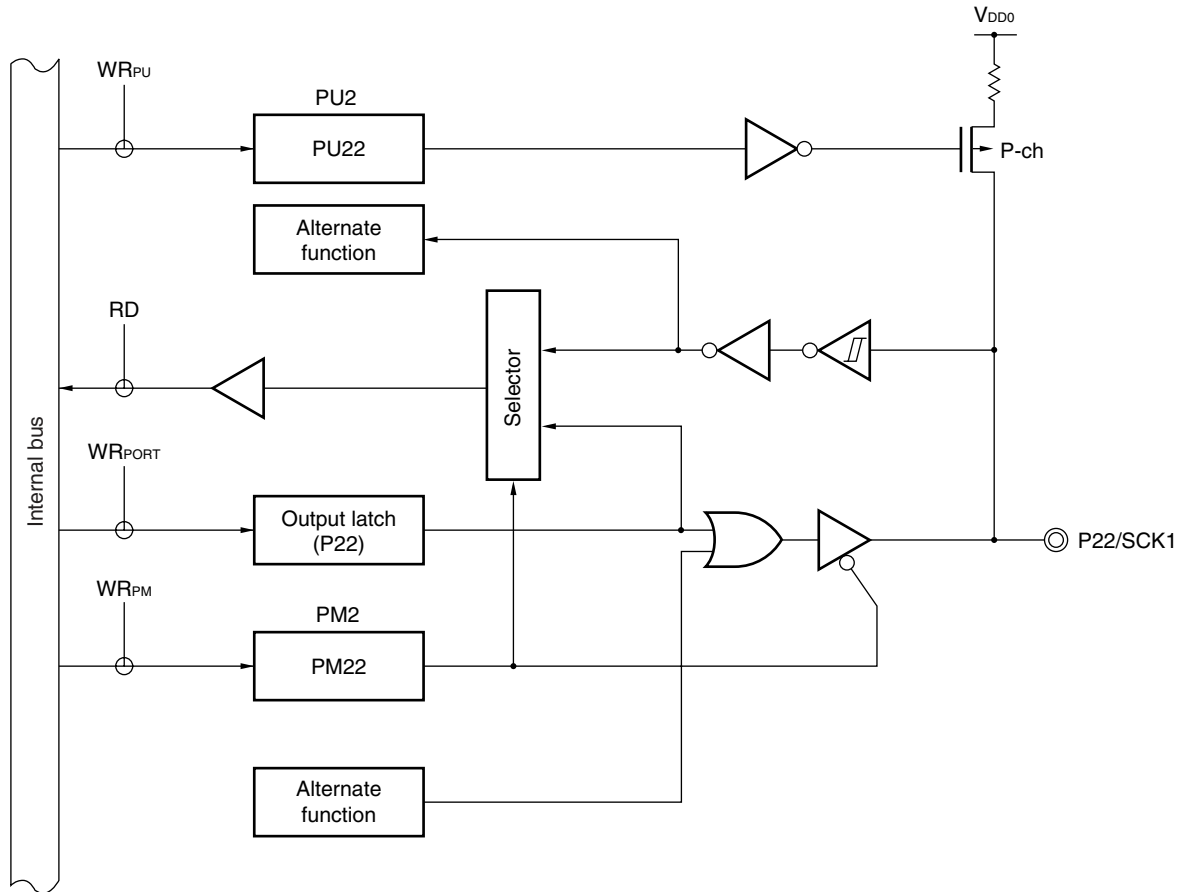 VDD0
WRPU
PU2
PU22
P-ch
Alternate
function
RD
Selector
Internal bus
WRPORT
Output latch
(P22)
P22/SCK1
WRPM
PM2
PM22
Alternate
function